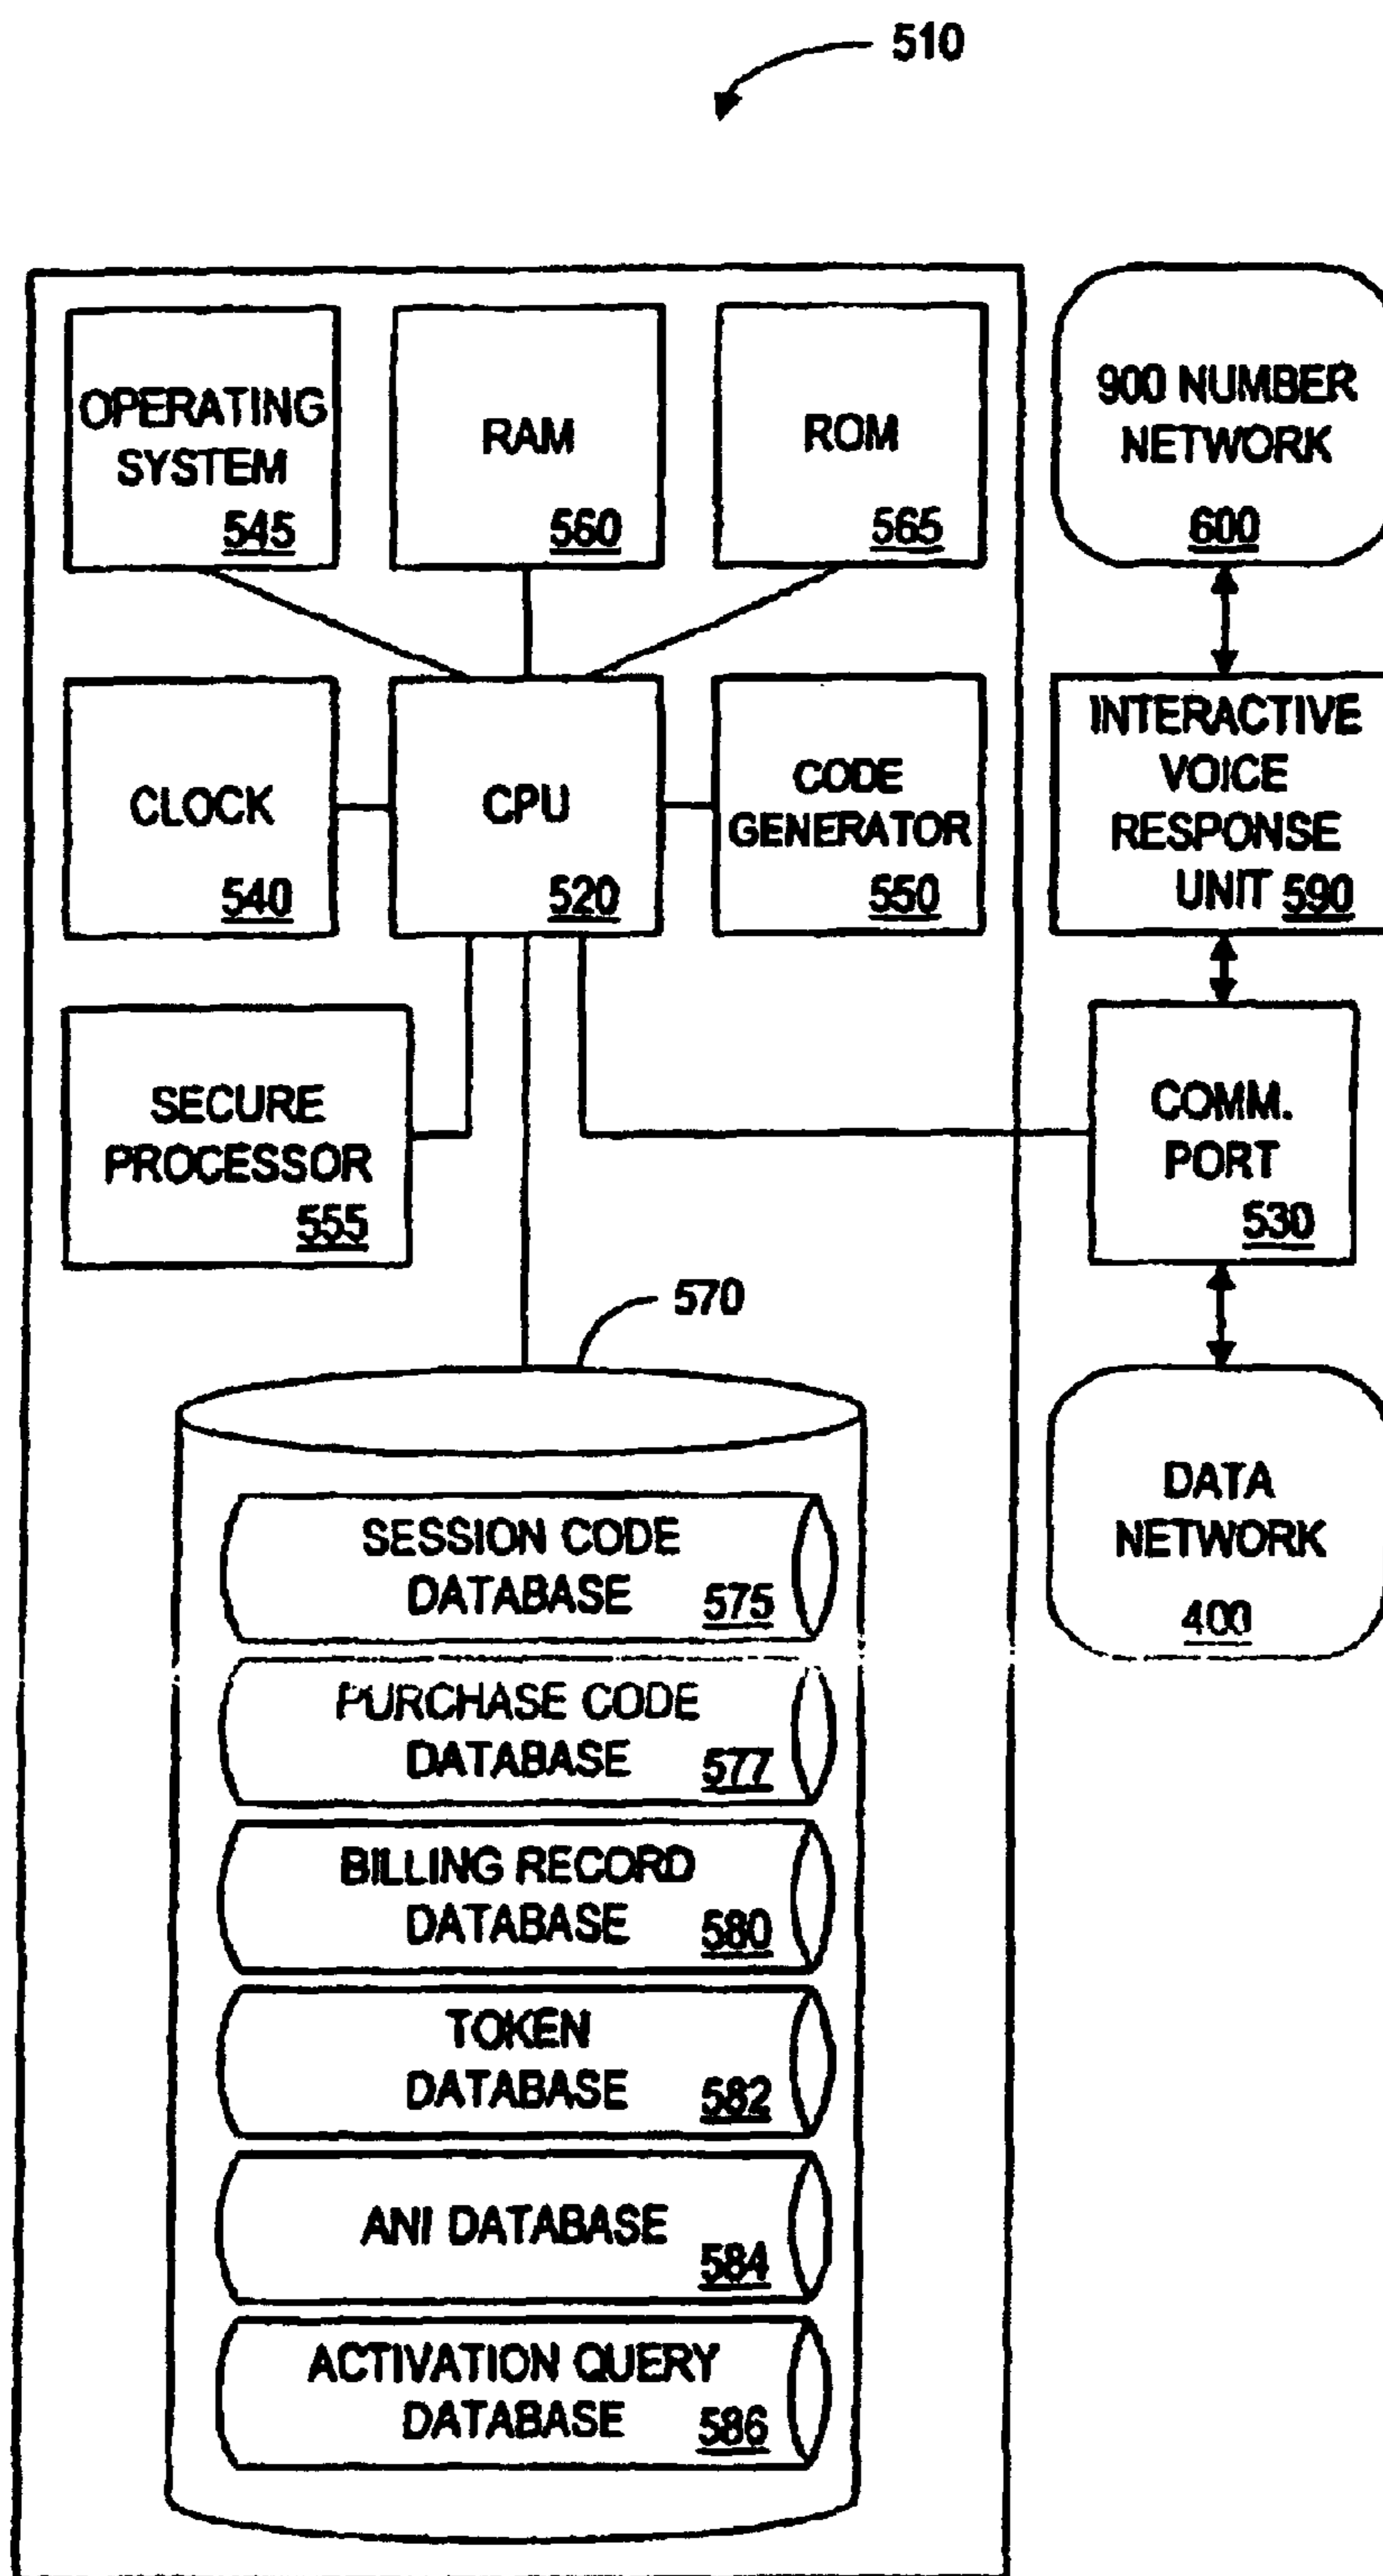 510
OPERATING
SYSTEM
545
RAM
560
ROM
565
900 NUMBER
NETWORK
600
CLOCK
540
CPU
520
CODE
GENERATOR
550
INTERACTIVE
VOICE
RESPONSE
UNIT 590
SECURE
PROCESSOR
555
COMM.
PORT
530
570
SESSION CODE
DATABASE 575
DATA
NETWORK
400
PURCHASE CODE
DATABASE 577
BILLING RECORD
DATABASE 580
TOKEN
DATABASE 582
ANI DATABASE
584
ACTIVATION QUERY
DATABASE 586